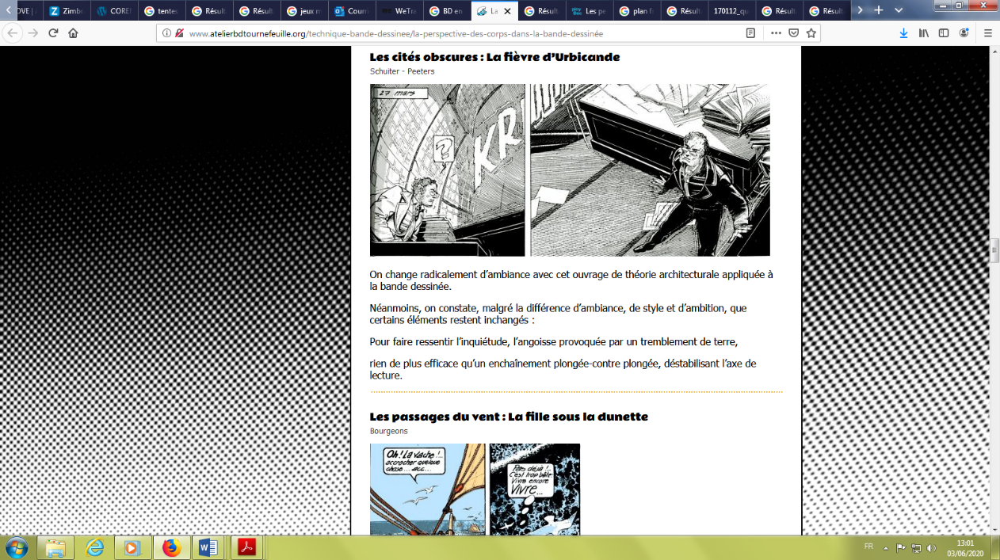 OVE |
Zimb
CORE
tentes
Résult
Résult
jeux m
Courri
WeTra
BD en
La
Résult
Les pe
plan f
Résult
170112_qu
Résult
Résult
www.atelierbdtournefeuille.org/technique-bande-dessinee/la-perspective-des-corps-dans-la-bande-dessinée
Les cités obscures : La fièvre d'Urbicande
Schuiter - Peeters
27 mars
?
KR
On change radicalement d'ambiance avec cet ouvrage de théorie architecturale appliquée à
la bande dessinée.
Néanmoins, on constate, malgré la différence d'ambiance, de style et d'ambition, que
certains éléments restent inchangés :
Pour faire ressentir l'inquiétude, l'angoisse provoquée par un tremblement de terre,
rien de plus efficace qu'un enchaînement plongée-contre plongée, déstabilisant l'axe de
lecture.
Les passages du vent : La fille sous la dunette
Bourgeons
Oh! La vache !..
accrocher quelque
chose... acc...
déjà !..
C'est trop bête
Vivre encore
Vivre...
FR
13:01
03/06/2020